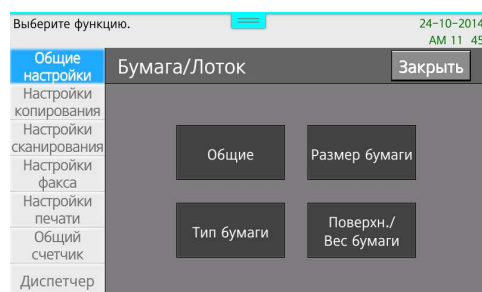 Выберите функцию.
24-10-2014
AM 11 45
Общие
настройки
Настройки
копирования
Настройки
сканирования
Настройки
факса
Настройки
печати
Общий
счетчик
Диспетчер
Бумага/Лоток
Закрыть
Общие
Размер бумаги
Тип бумаги
Поверхн./
Вес бумаги